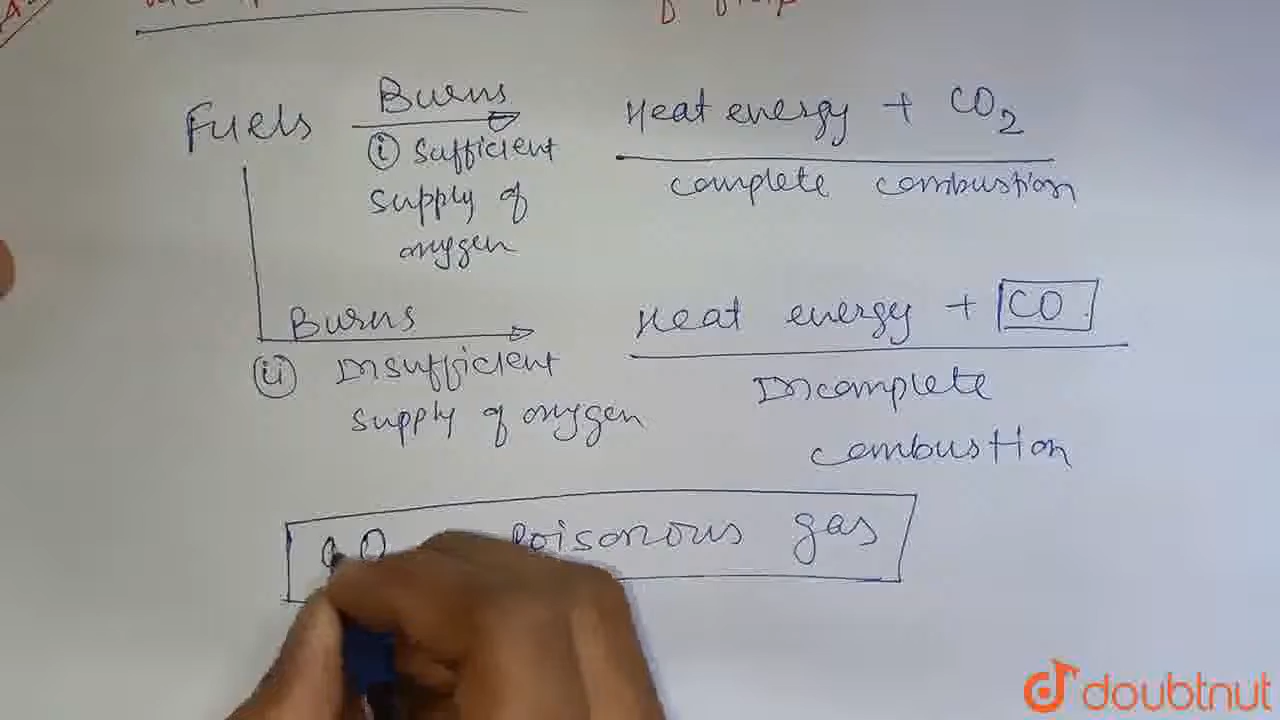 Fuels Burns Heat energy + CO2
(i) Sufficient supply of oxygen
complete combustion
Burns Heat energy + CO
(ii) Insufficient supply of oxygen
Incomplete combustion
Poisonous gas
doubtnut